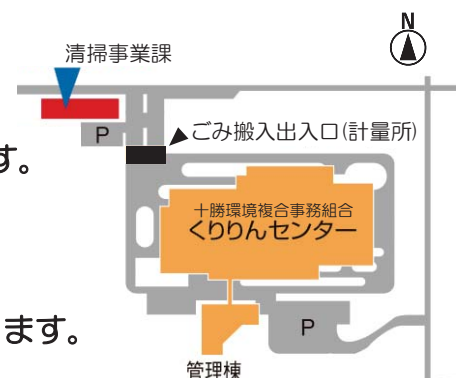 N
清掃事業課
P
ごみ搬入出入口(計量所)
す。
十勝環境複合事務組合
くりりんセンター
ます。
P
管理棟